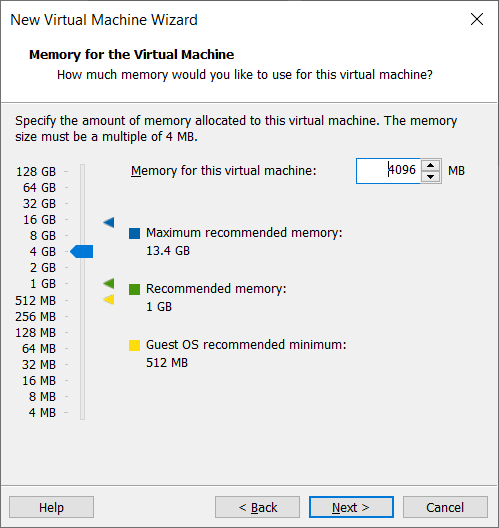 New Virtual Machine Wizard
Memory for the Virtual Machine
How much memory would you like to use for this virtual machine?
Specify the amount of memory allocated to this virtual machine. The memory
size must be a multiple of 4 MB.
Memory for this virtual machine: 4096 MB
128 GB
64 GB
32 GB
16 GB
8 GB
4 GB
2 GB
1 GB
512 MB
256 MB
128 MB
64 MB
32 MB
16 MB
8 MB
4 MB
Maximum recommended memory:
13.4 GB
Recommended memory:
1 GB
Guest OS recommended minimum:
512 MB
Help
< Back
Next >
Cancel